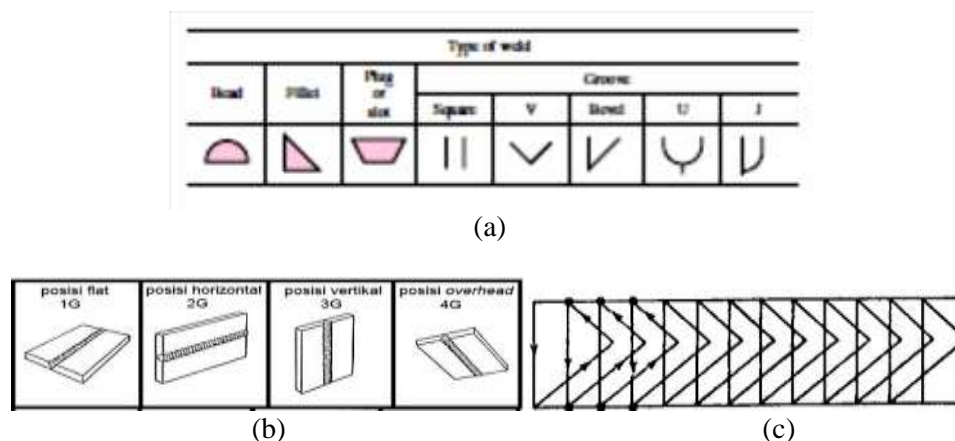 Type of weld
Bead
Fillet
Plug
or
slot
Groove
Square
V
Bevel
U
J
(a)
posisi flat
1G
posisi horizontal
2G
posisi vertikal
3G
posisi overhead
4G
(b)
(c)